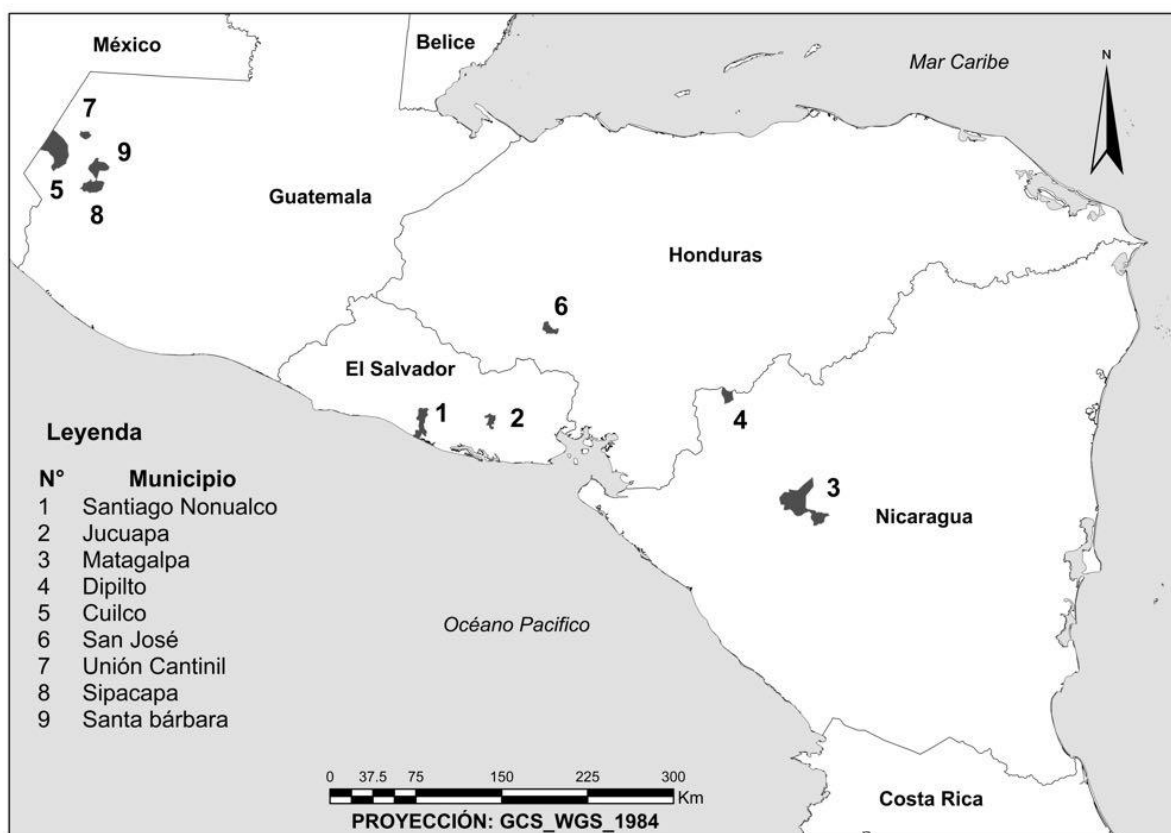 México
Belice
Mar Caribe
N
7
9
5
8
Guatemala
Honduras
6
El Salvador
1
2
4
3
Nicaragua
Leyenda
N° Municipio
1 Santiago Nonualco
2 Jucuapa
3 Matagalpa
4 Dipilto
5 Cuilco
6 San José
7 Unión Cantinil
8 Sipacapa
9 Santa bárbara
Océano Pacifico
0 37.5 75 150 225 300
Km
PROYECCIÓN: GCS_WGS_1984
Costa Rica